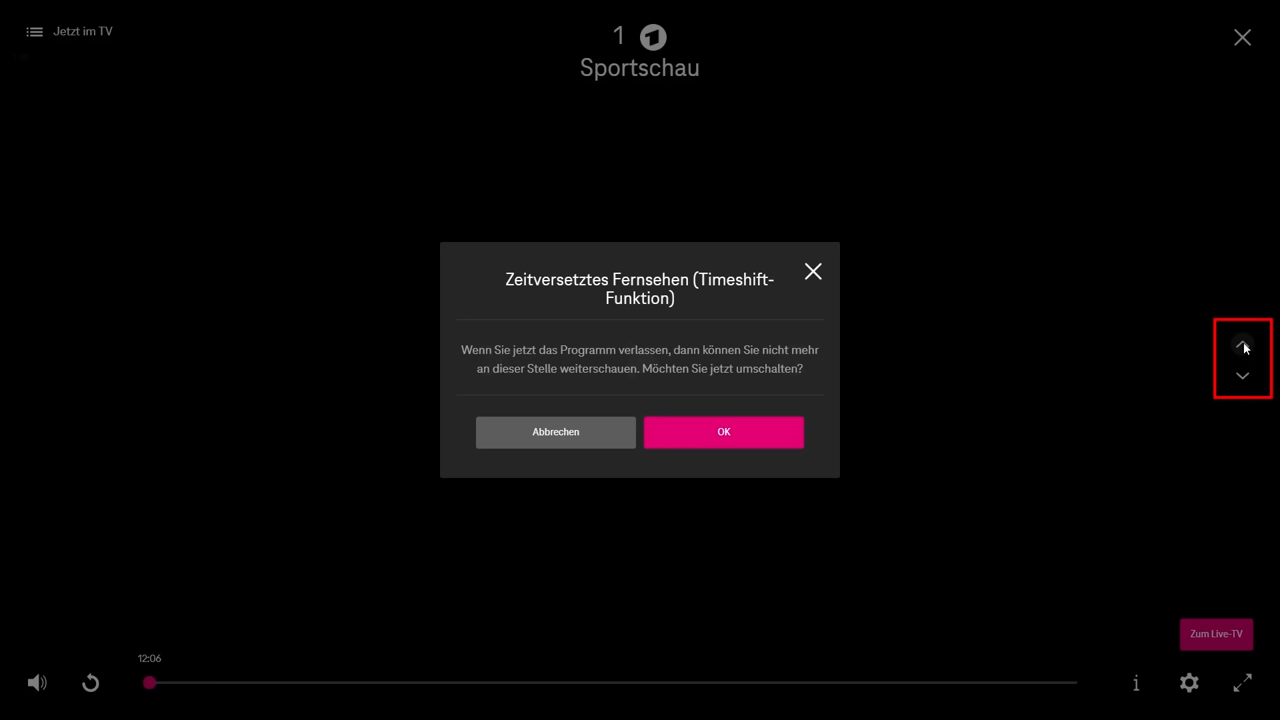 Jetzt im TV
1
Sportschau
Zeitversetztes Fernsehen (Timeshift-
Funktion)
Wenn Sie jetzt das Programm verlassen, dann können Sie nicht mehr
an dieser Stelle weiterschauen. Möchten Sie jetzt umschalten?
Abbrechen
OK
Zum Live-TV
12:06